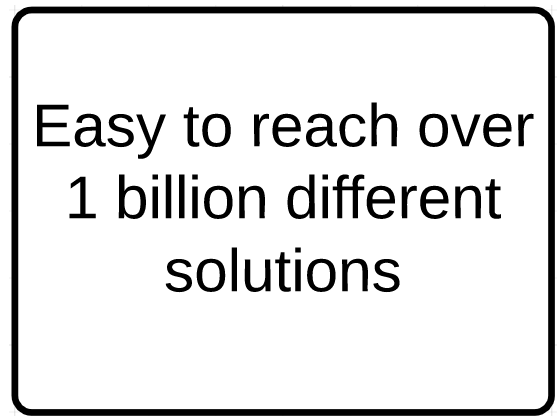 Easy to reach over
1 billion different
solutions